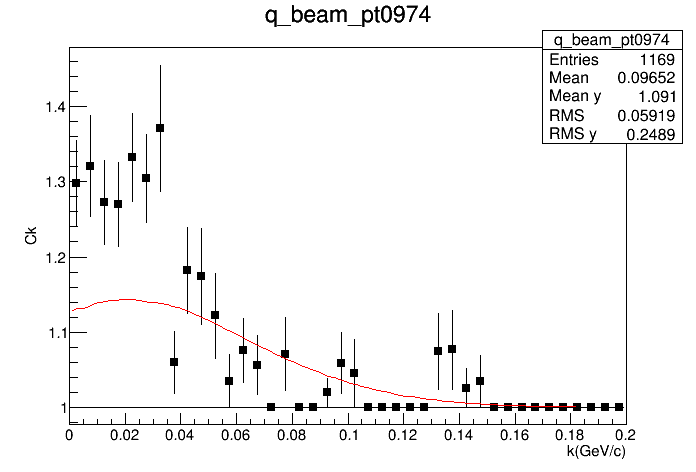 q_beam_pt0974
q_beam_pt0974
Entries 1169
Mean 0.09652
Mean y 1.091
RMS 0.05919
RMS y 0.2489
Ck
1.4
1.3
1.2
1.1
1
0 0.02 0.04 0.06 0.08 0.1 0.12 0.14 0.16 0.18 0.2
k(GeV/c)